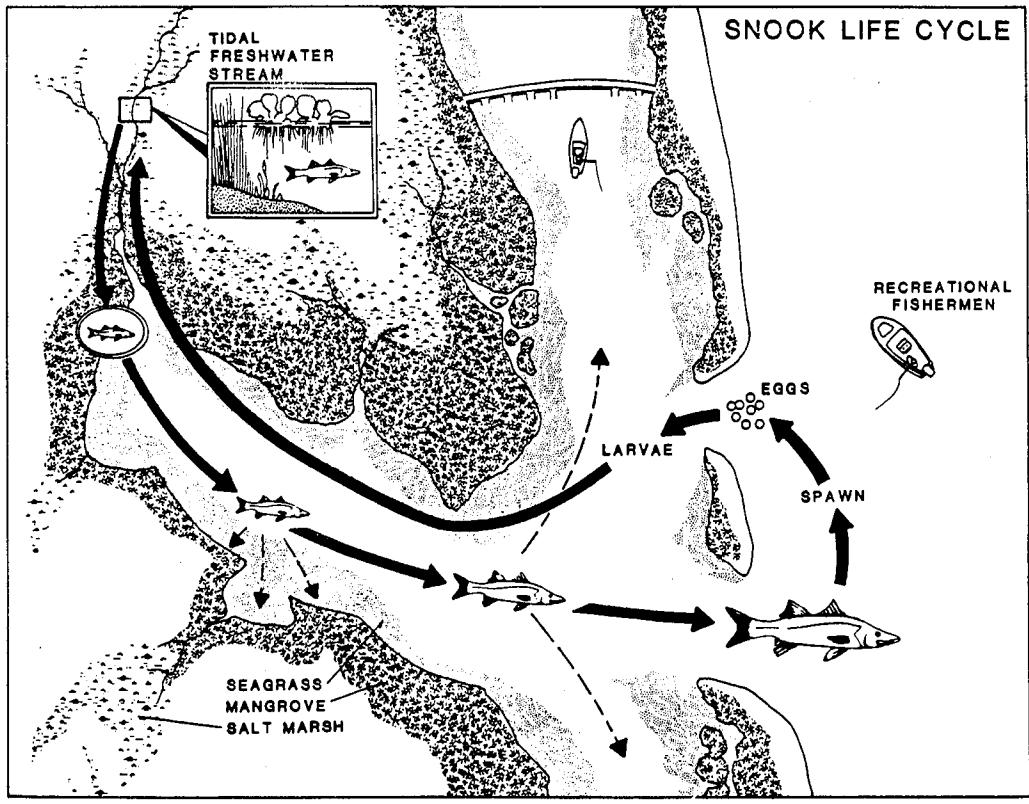 SNOOK LIFE CYCLE
TIDAL
FRESHWATER
STREAM
RECREATIONAL
FISHERMEN
EGGS
LARVAE
SPAWN
SEAGRASS
MANGROVE
SALT MARSH